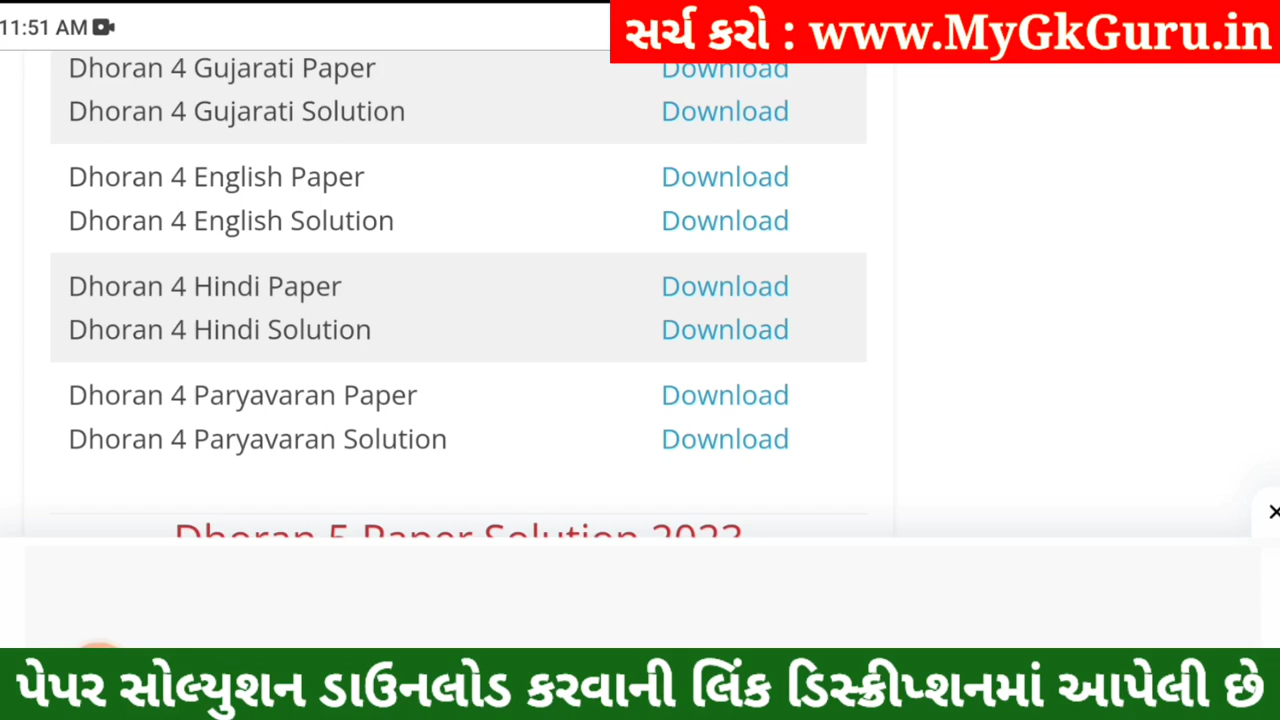 11:51 AM
સર્ચ કરો : www.MyGkGuru.in
Dhoran 4 Gujarati Paper Download
Dhoran 4 Gujarati Solution Download
Dhoran 4 English Paper Download
Dhoran 4 English Solution Download
Dhoran 4 Hindi Paper Download
Dhoran 4 Hindi Solution Download
Dhoran 4 Paryavaran Paper Download
Dhoran 4 Paryavaran Solution Download
Dhoran 5 Paper Solution 2023
પેપર સોલ્યુશન ડાઉનલોડ કરવાની લિંક ડિસ્ક્રીપ્શનમાં આપેલી છે